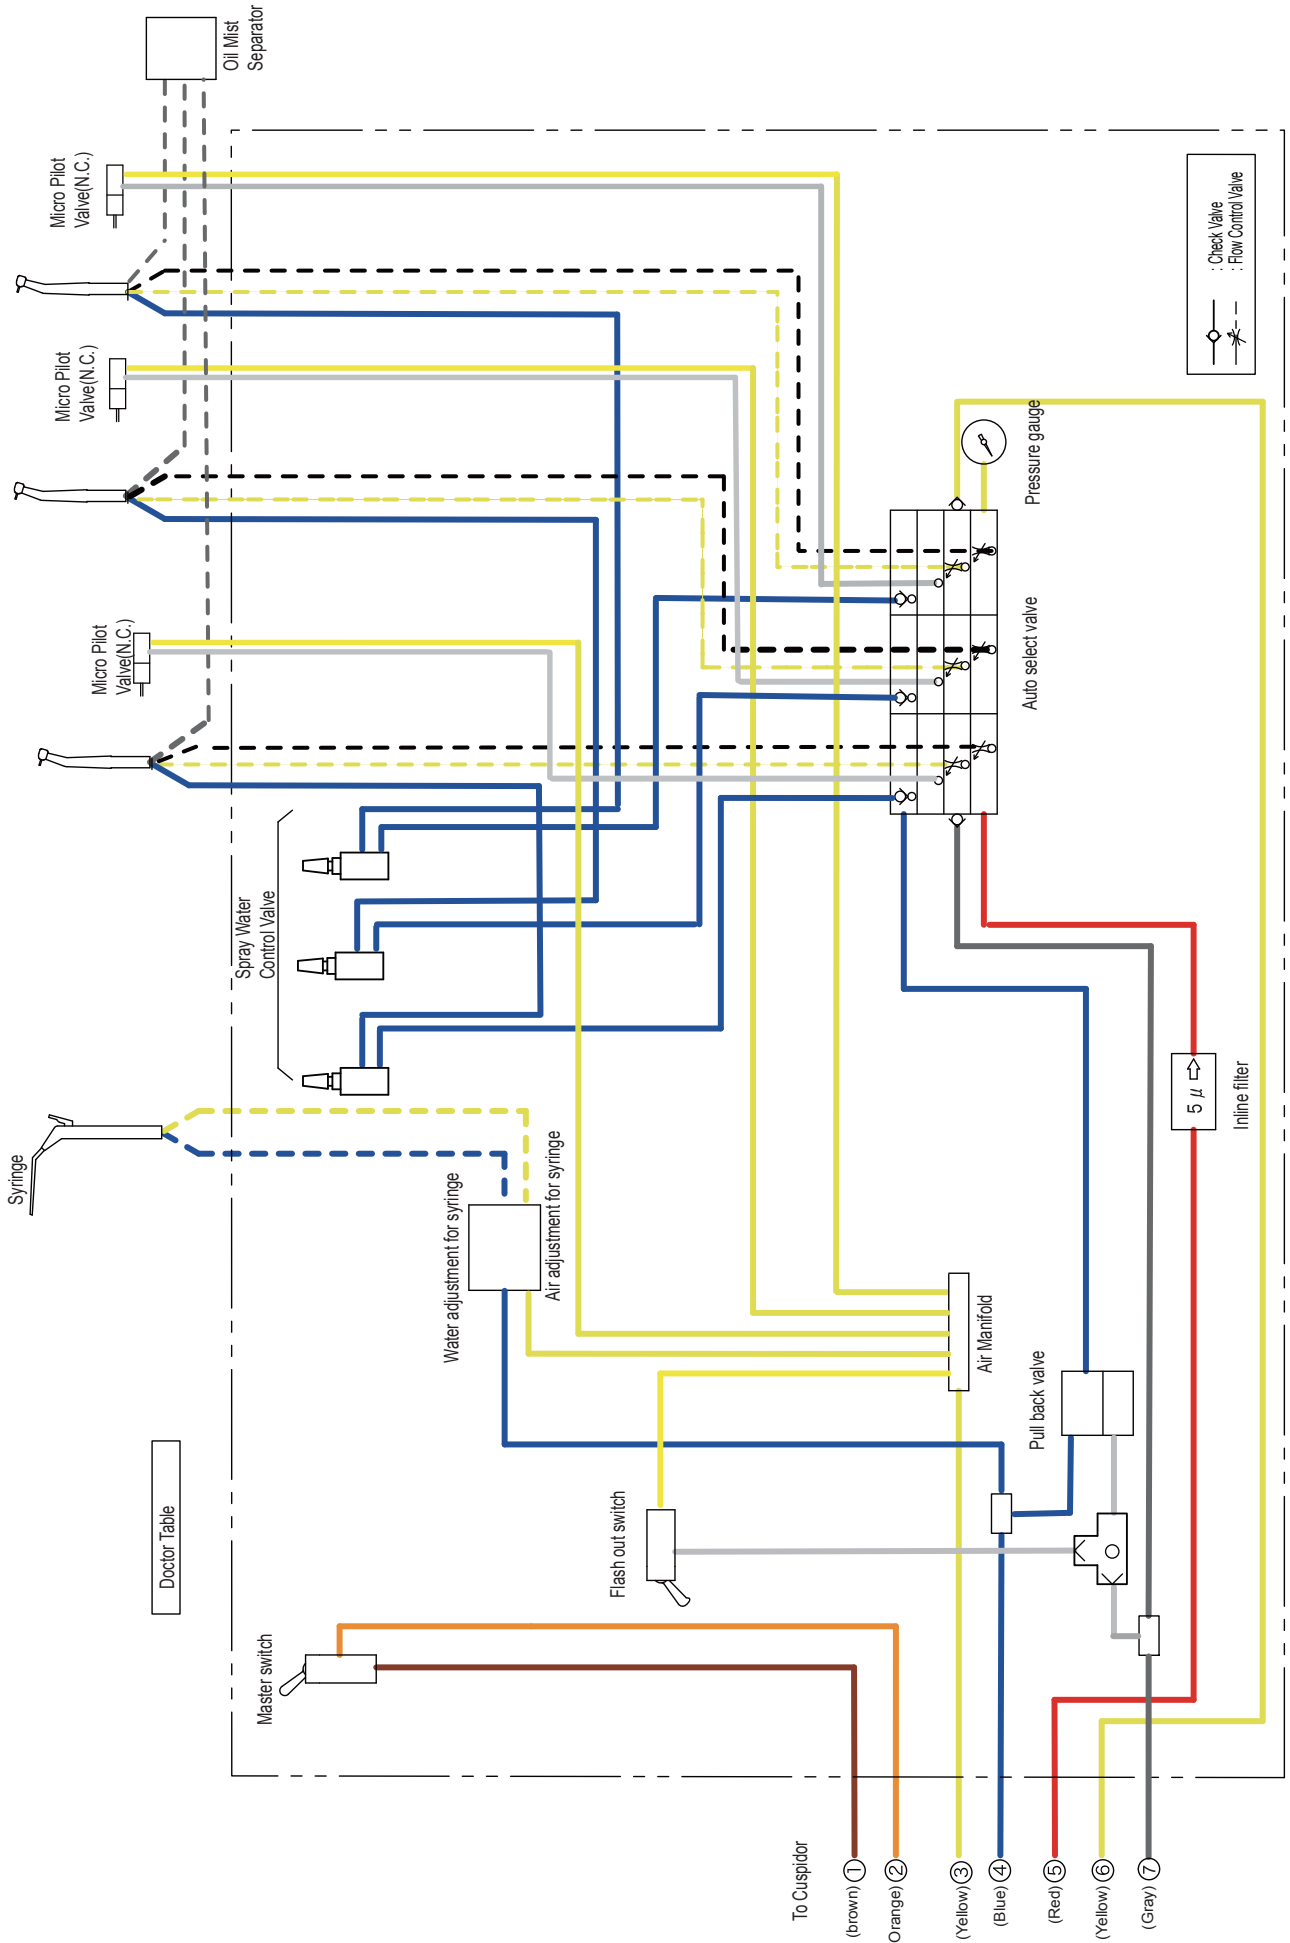 Oil Mist
Separator
Micro Pilot
Valve(N.C.)
Micro Pilot
Valve(N.C.)
Micro Pilot
Valve(N.C.)
: Check Valve
: Flow Control Valve
Pressure gauge
Auto select valve
Spray Water
Control Valve
Syringe
Water adjustment for syringe
Air adjustment for syringe
5 μ
Inline filter
Air Manifold
Pull back valve
Doctor Table
Flash out switch
Master switch
To Cuspidor
(brown) ①
Orange) ②
(Yellow) ③
(Blue) ④
(Red) ⑤
(Yellow) ⑥
(Gray) ⑦